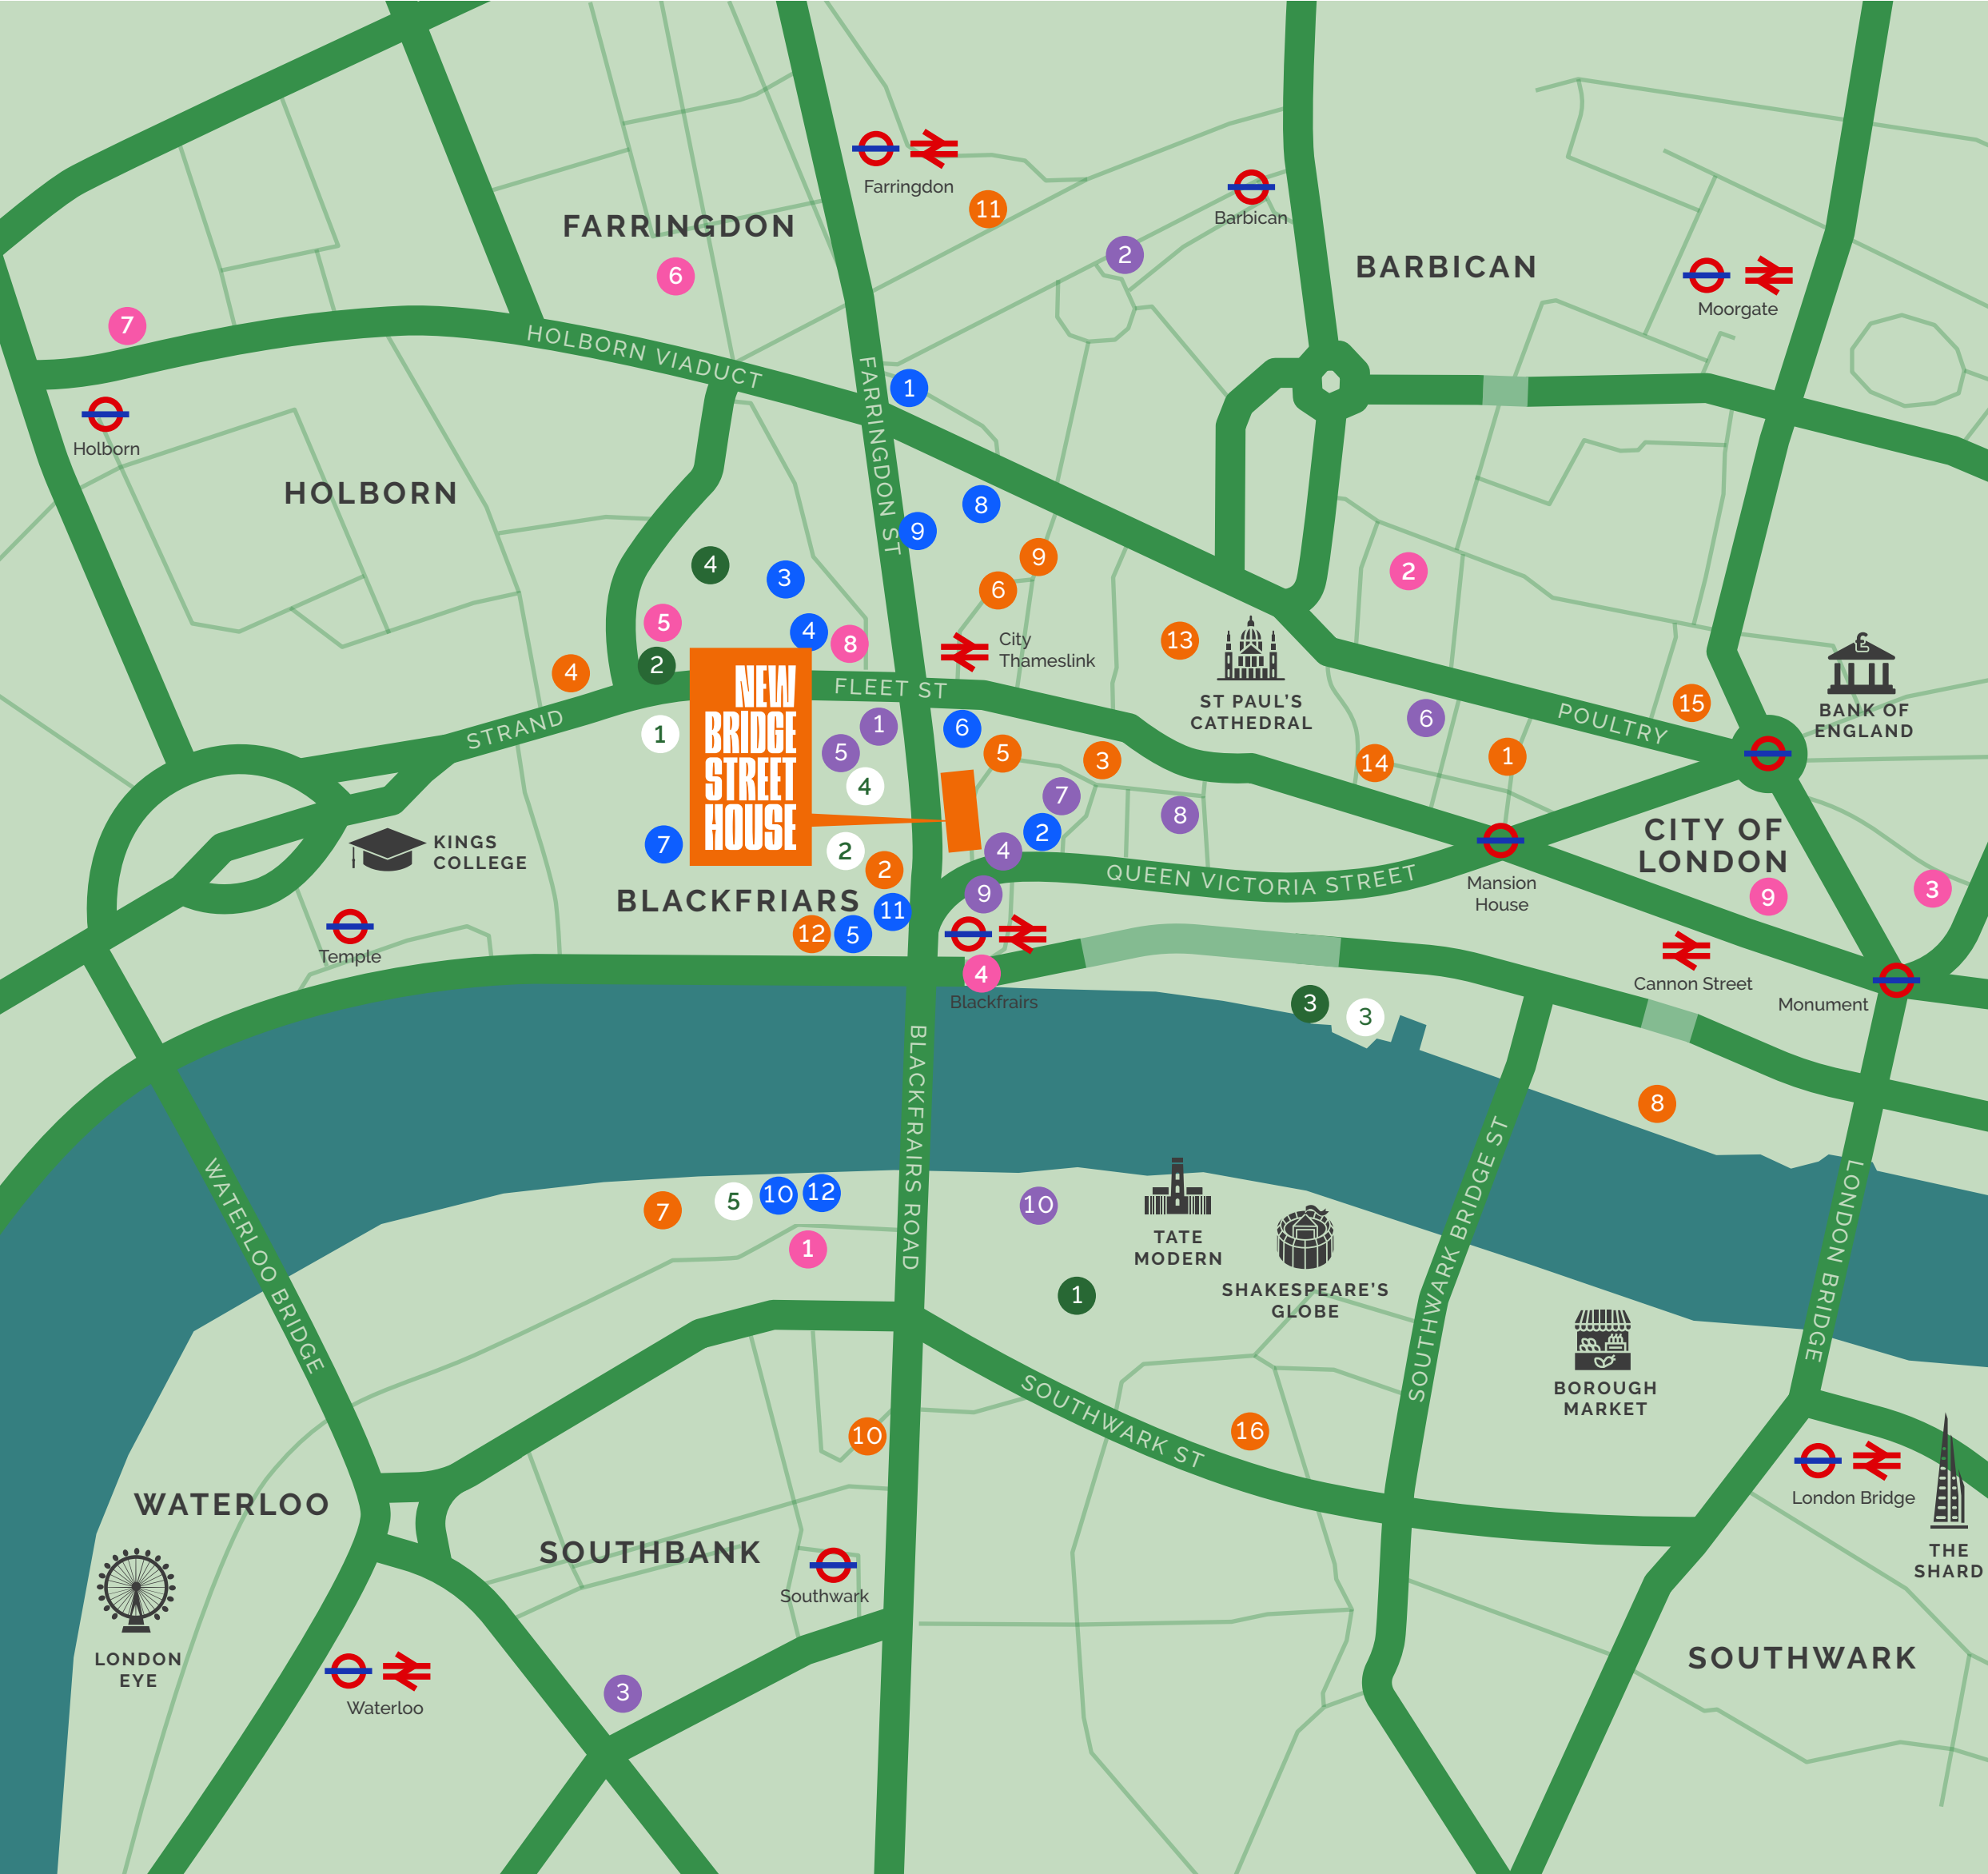 Farringdon
11
Barbican
FARRINGDON
6
2
BARBICAN
Moorgate
7
HOLBORN VIADUCT
FARRINGDON ST
1
Holborn
HOLBORN
8
9
9
4
3
6
2
5
4
8
City
Thameslink
13
2
4
ST PAUL'S
CATHEDRAL
£
BANK OF
ENGLAND
NEW
BRIDGE
STREET
HOUSE
FLEET ST
STRAND
1
1
5
4
6
5
3
7
8
6
14
1
15
POULTRY
KINGS
COLLEGE
7
2
2
4
2
9
QUEEN VICTORIA STREET
Mansion
House
CITY OF
LONDON
9
3
BLACKFRIARS
11
12
5
Temple
4
Blackfrairs
Cannon Street
Monument
3
3
8
BLACKFRAIRS ROAD
WATERLOO BRIDGE
7
5
10
12
1
10
TATE
MODERN
SHAKESPEARE'S
GLOBE
1
SOUTHWARK BRIDGE ST
LONDON BRIDGE
BOROUGH
MARKET
SOUTHWARK ST
10
16
London Bridge
THE
SHARD
WATERLOO
SOUTHBANK
Southwark
LONDON
EYE
Waterloo
3
SOUTHWARK